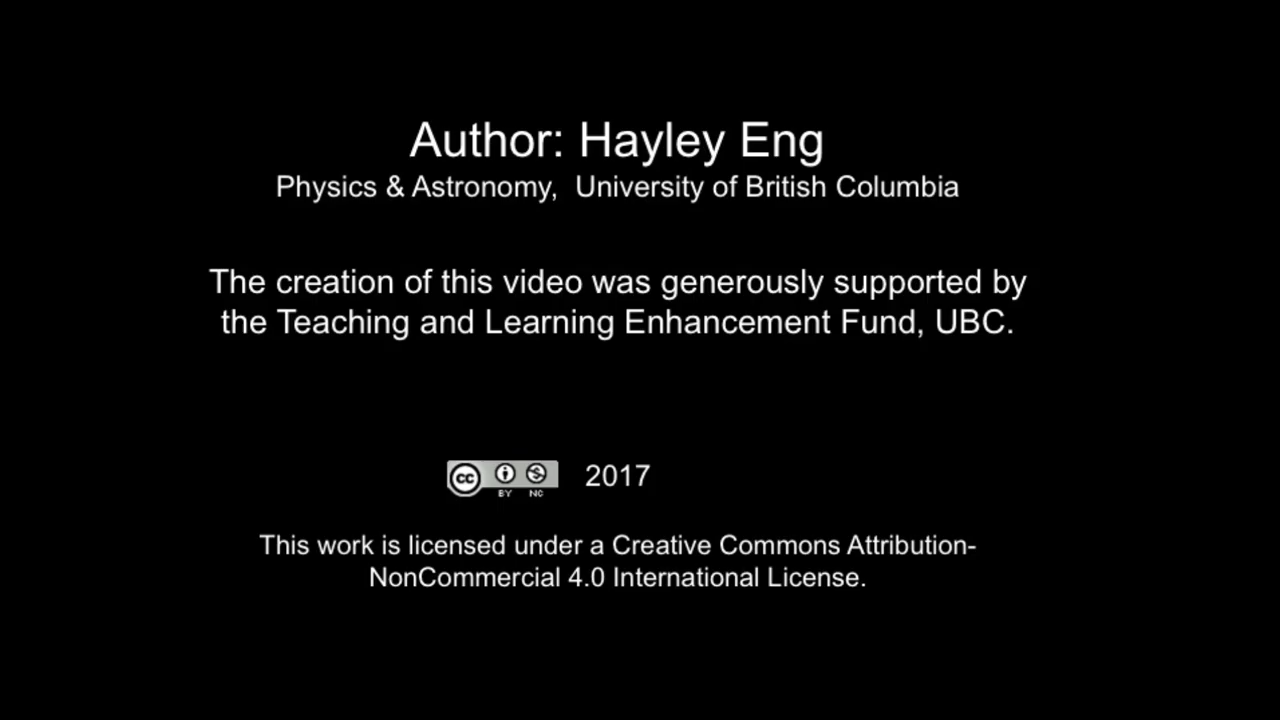 Author: Hayley Eng
Physics & Astronomy, University of British Columbia
The creation of this video was generously supported by
the Teaching and Learning Enhancement Fund, UBC.
cc BY NC 2017
This work is licensed under a Creative Commons Attribution-
NonCommercial 4.0 International License.